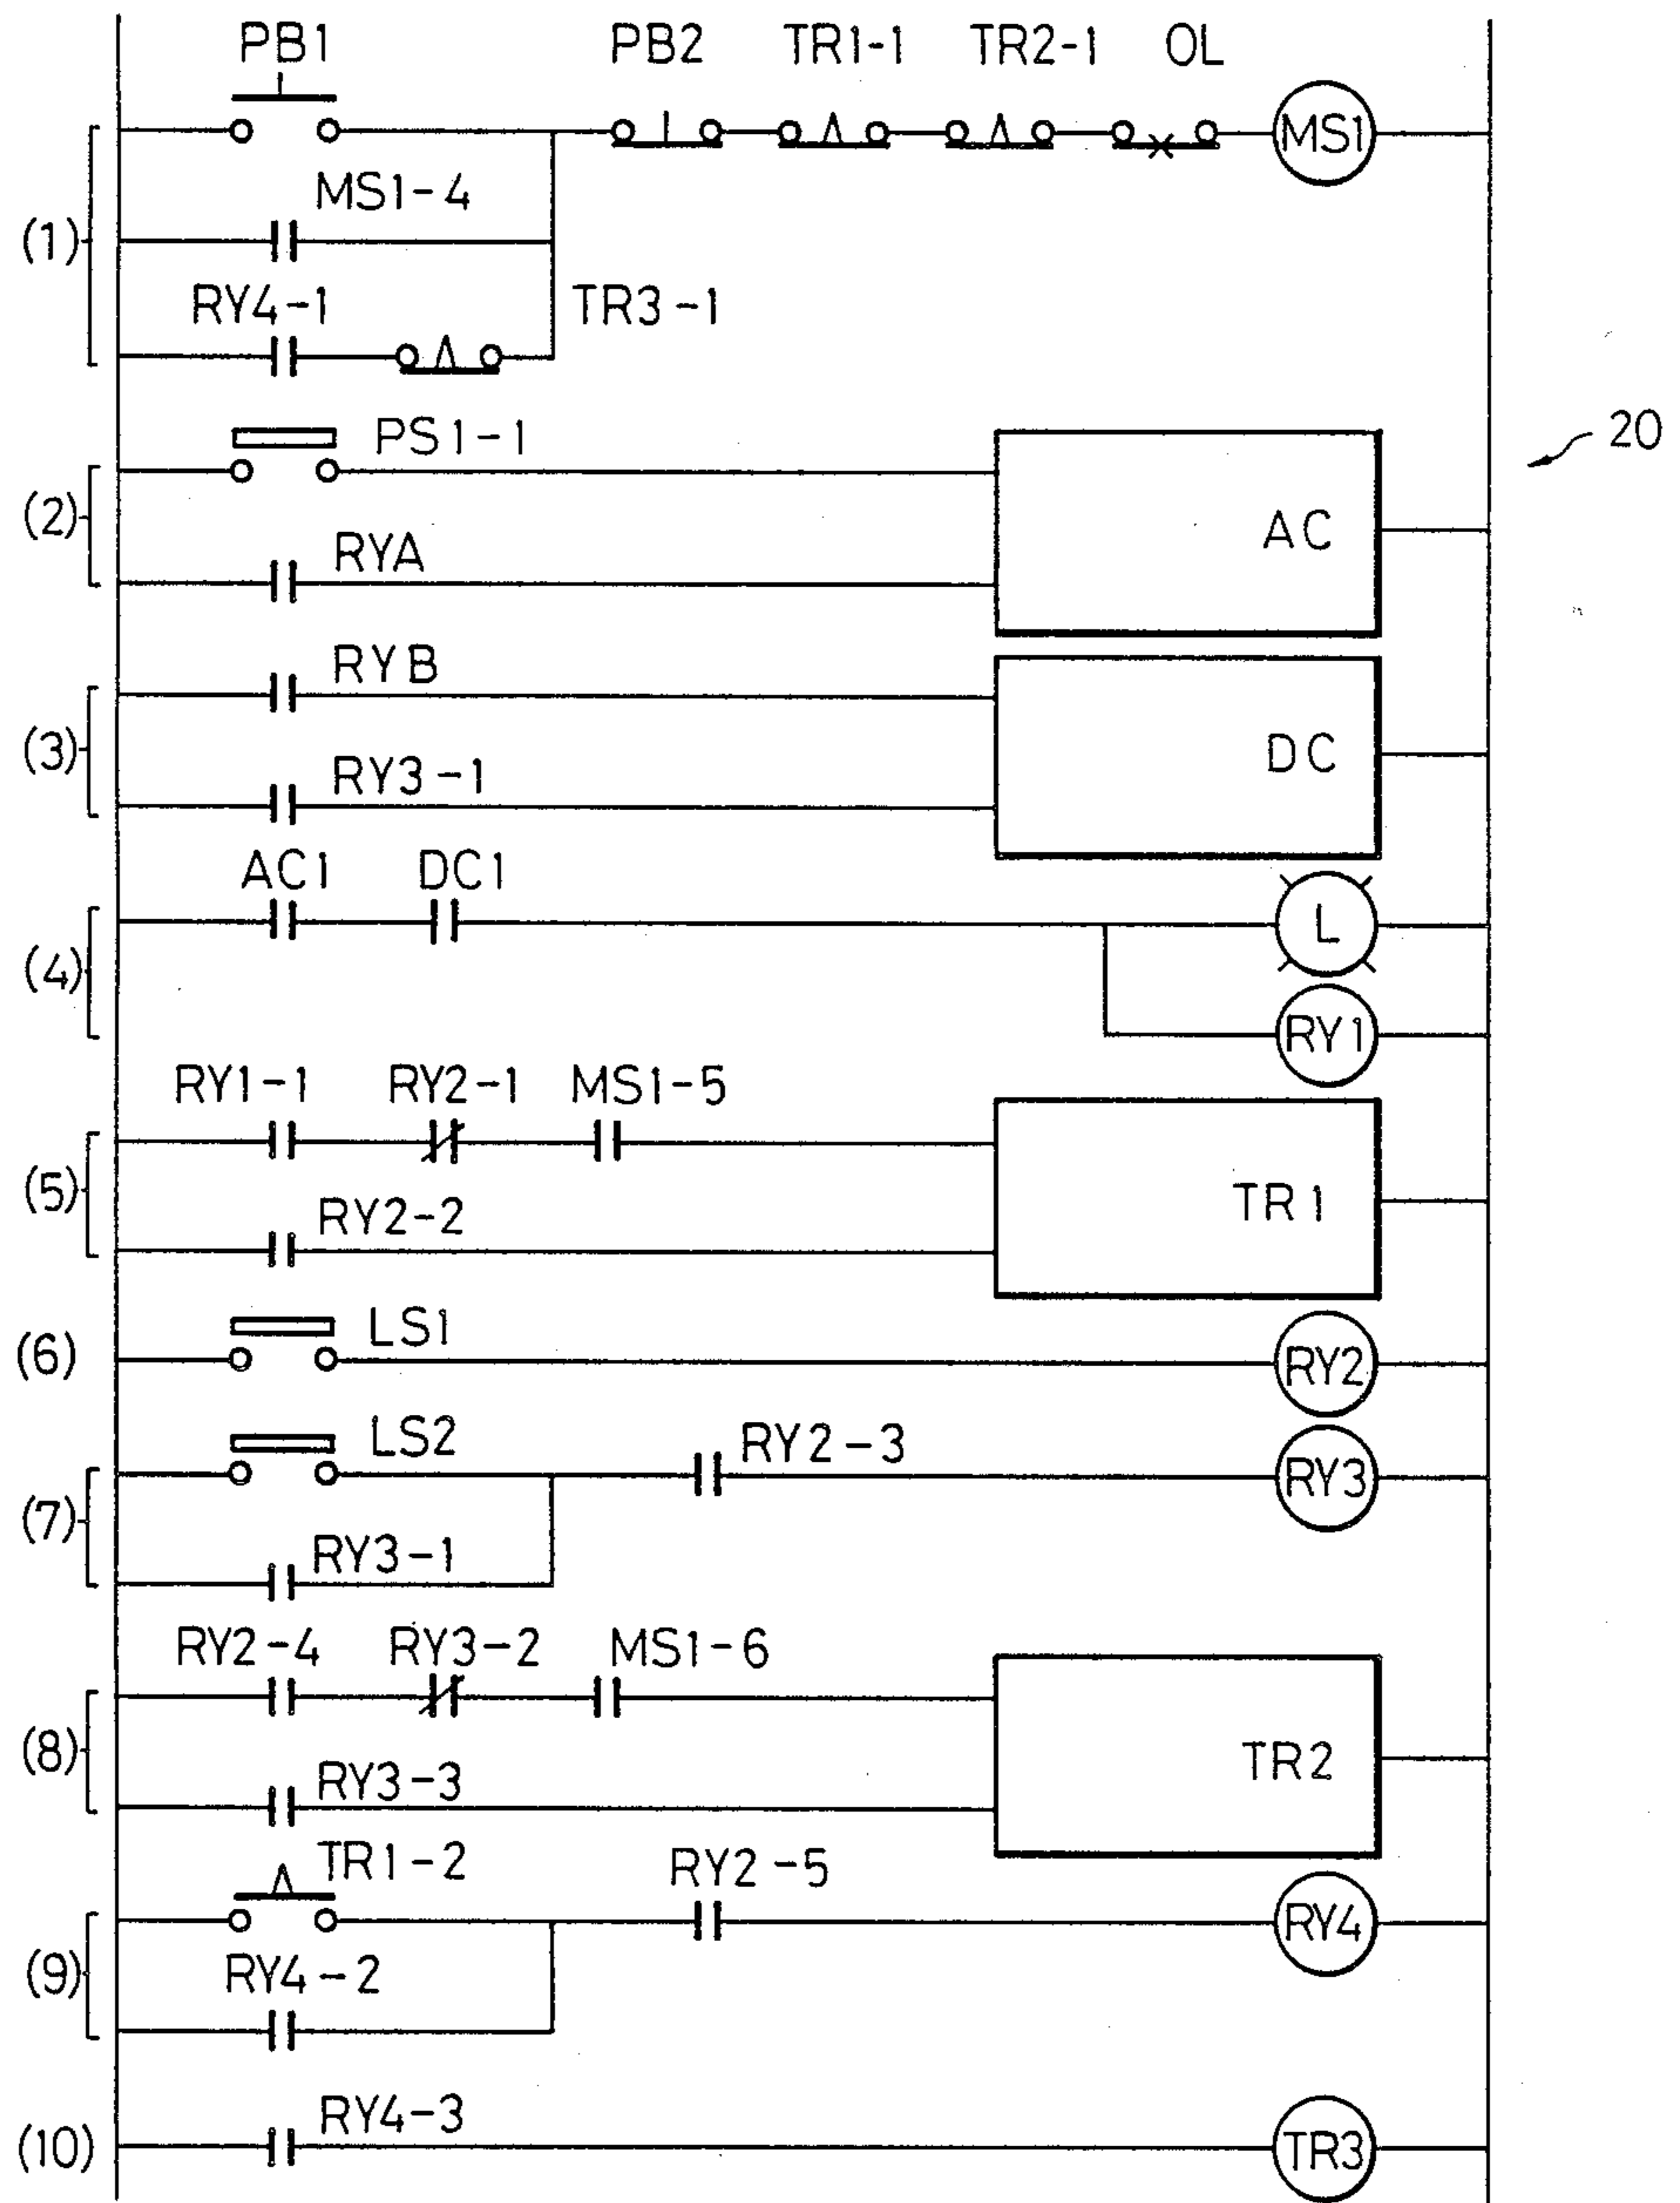 PB1 PB2 TR1-1 TR2-1 OL
MS1
MS1-4
(1)
RY4-1 TR3-1
PS1-1
20
(2)
AC
RYA
RYB
(3)
DC
RY3-1
AC1 DC1
L
(4)
RY1
RY1-1 RY2-1 MS1-5
(5)
TR1
RY2-2
LS1
(6)
RY2
LS2 RY2-3
RY3
(7)
RY3-1
RY2-4 RY3-2 MS1-6
(8)
TR2
RY3-3
TR1-2 RY2-5
RY4
(9)
RY4-2
RY4-3
(10)
TR3